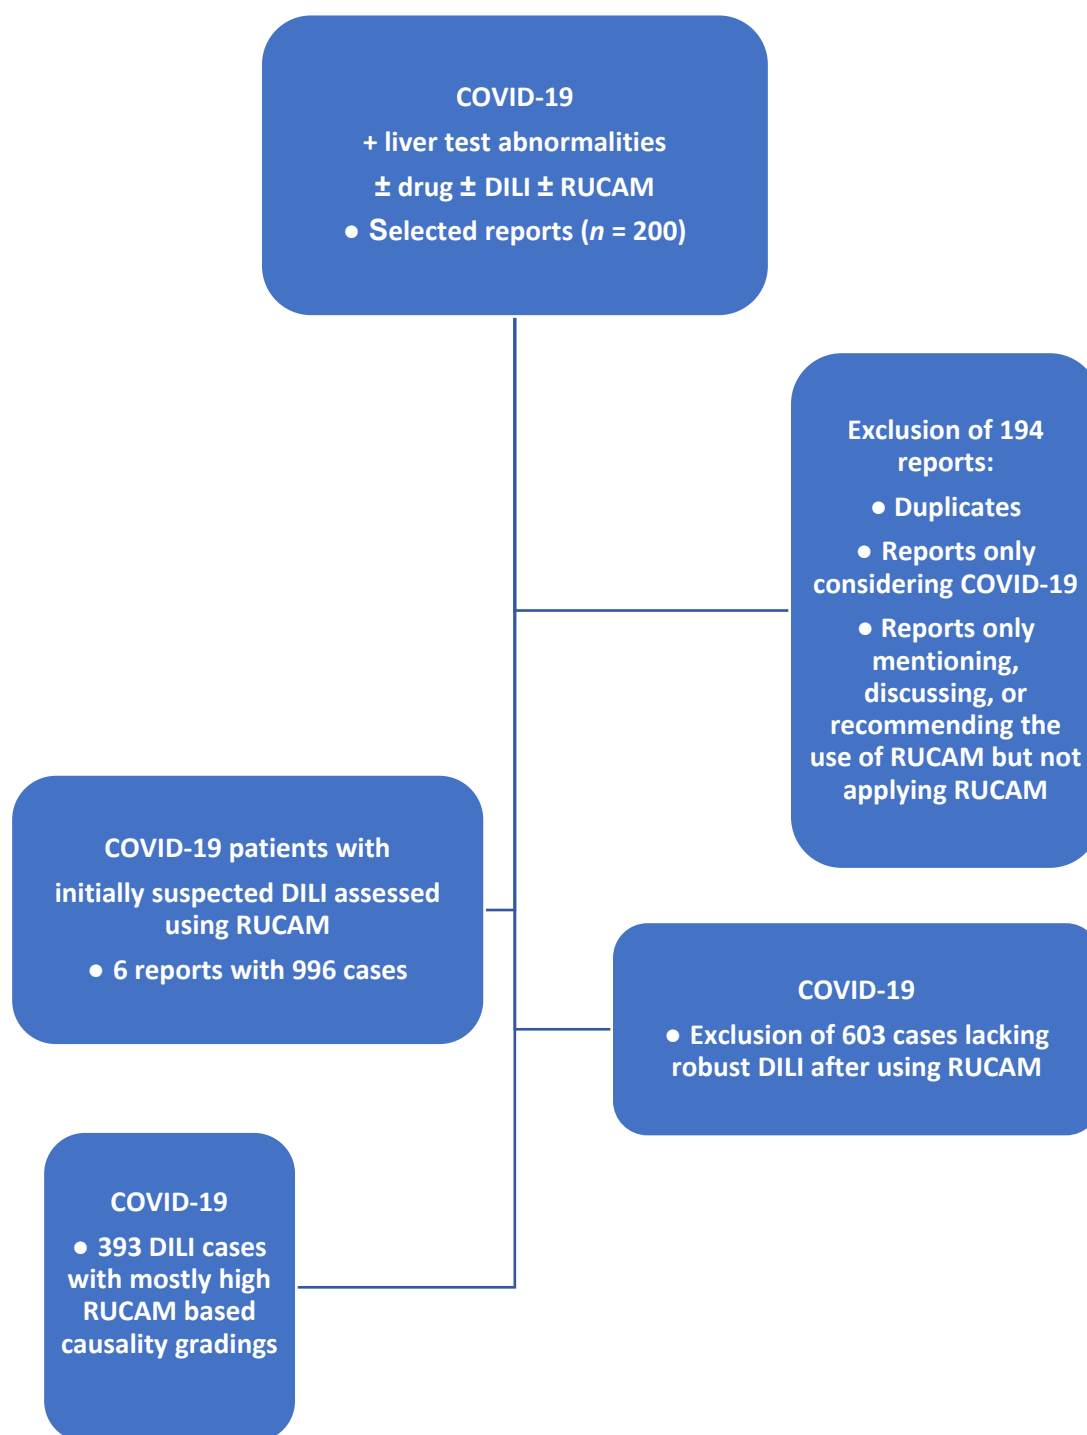 COVID-19
+ liver test abnormalities
± drug ± DILI ± RUCAM
● Selected reports (n = 200)
Exclusion of 194
reports:
● Duplicates
● Reports only
considering COVID-19
● Reports only
mentioning,
discussing, or
recommending the
use of RUCAM but not
applying RUCAM
COVID-19 patients with
initially suspected DILI assessed
using RUCAM
● 6 reports with 996 cases
COVID-19
● Exclusion of 603 cases lacking
robust DILI after using RUCAM
COVID-19
● 393 DILI cases
with mostly high
RUCAM based
causality gradings